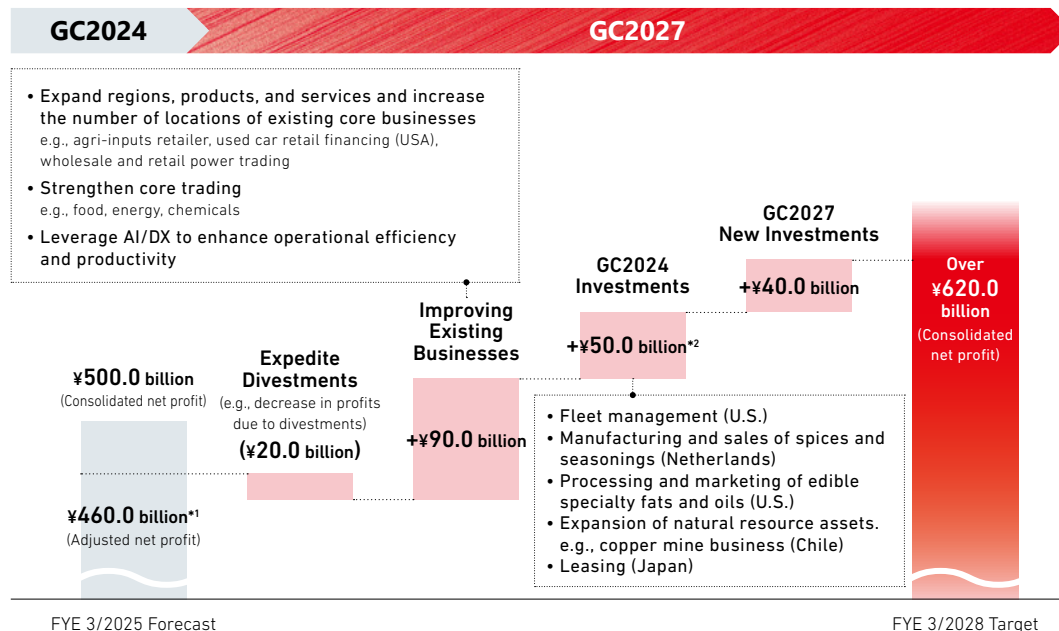 GC2024
GC2027
• Expand regions, products, and services and increase
the number of locations of existing core businesses
e.g., agri-inputs retailer, used car retail financing (USA),
wholesale and retail power trading
• Strengthen core trading
e.g., food, energy, chemicals
• Leverage AI/DX to enhance operational efficiency
and productivity
¥500.0 billion
(Consolidated net profit)
¥460.0 billion*1
(Adjusted net profit)
Expedite
Divestments
(e.g., decrease in profits
due to divestments)
(¥20.0 billion)
Improving
Existing
Businesses
+¥90.0 billion
GC2024
Investments
+¥50.0 billion*2
• Fleet management (U.S.)
• Manufacturing and sales of spices and
seasonings (Netherlands)
• Processing and marketing of edible
specialty fats and oils (U.S.)
• Expansion of natural resource assets.
e.g., copper mine business (Chile)
• Leasing (Japan)
GC2027
New Investments
+¥40.0 billion
Over
¥620.0
billion
(Consolidated
net profit)
FYE 3/2025 Forecast
FYE 3/2028 Target